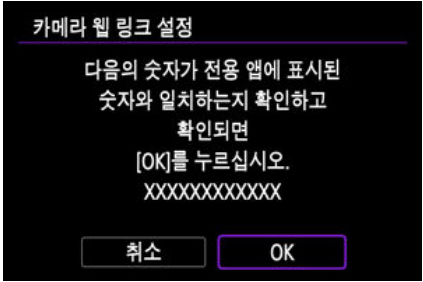 카메라 웹 링크 설정
다음의 숫자가 전용 앱에 표시된
숫자와 일치하는지 확인하고
확인되면
[OK]를 누르십시오.
XXXXXXXXXXXX
취소
OK